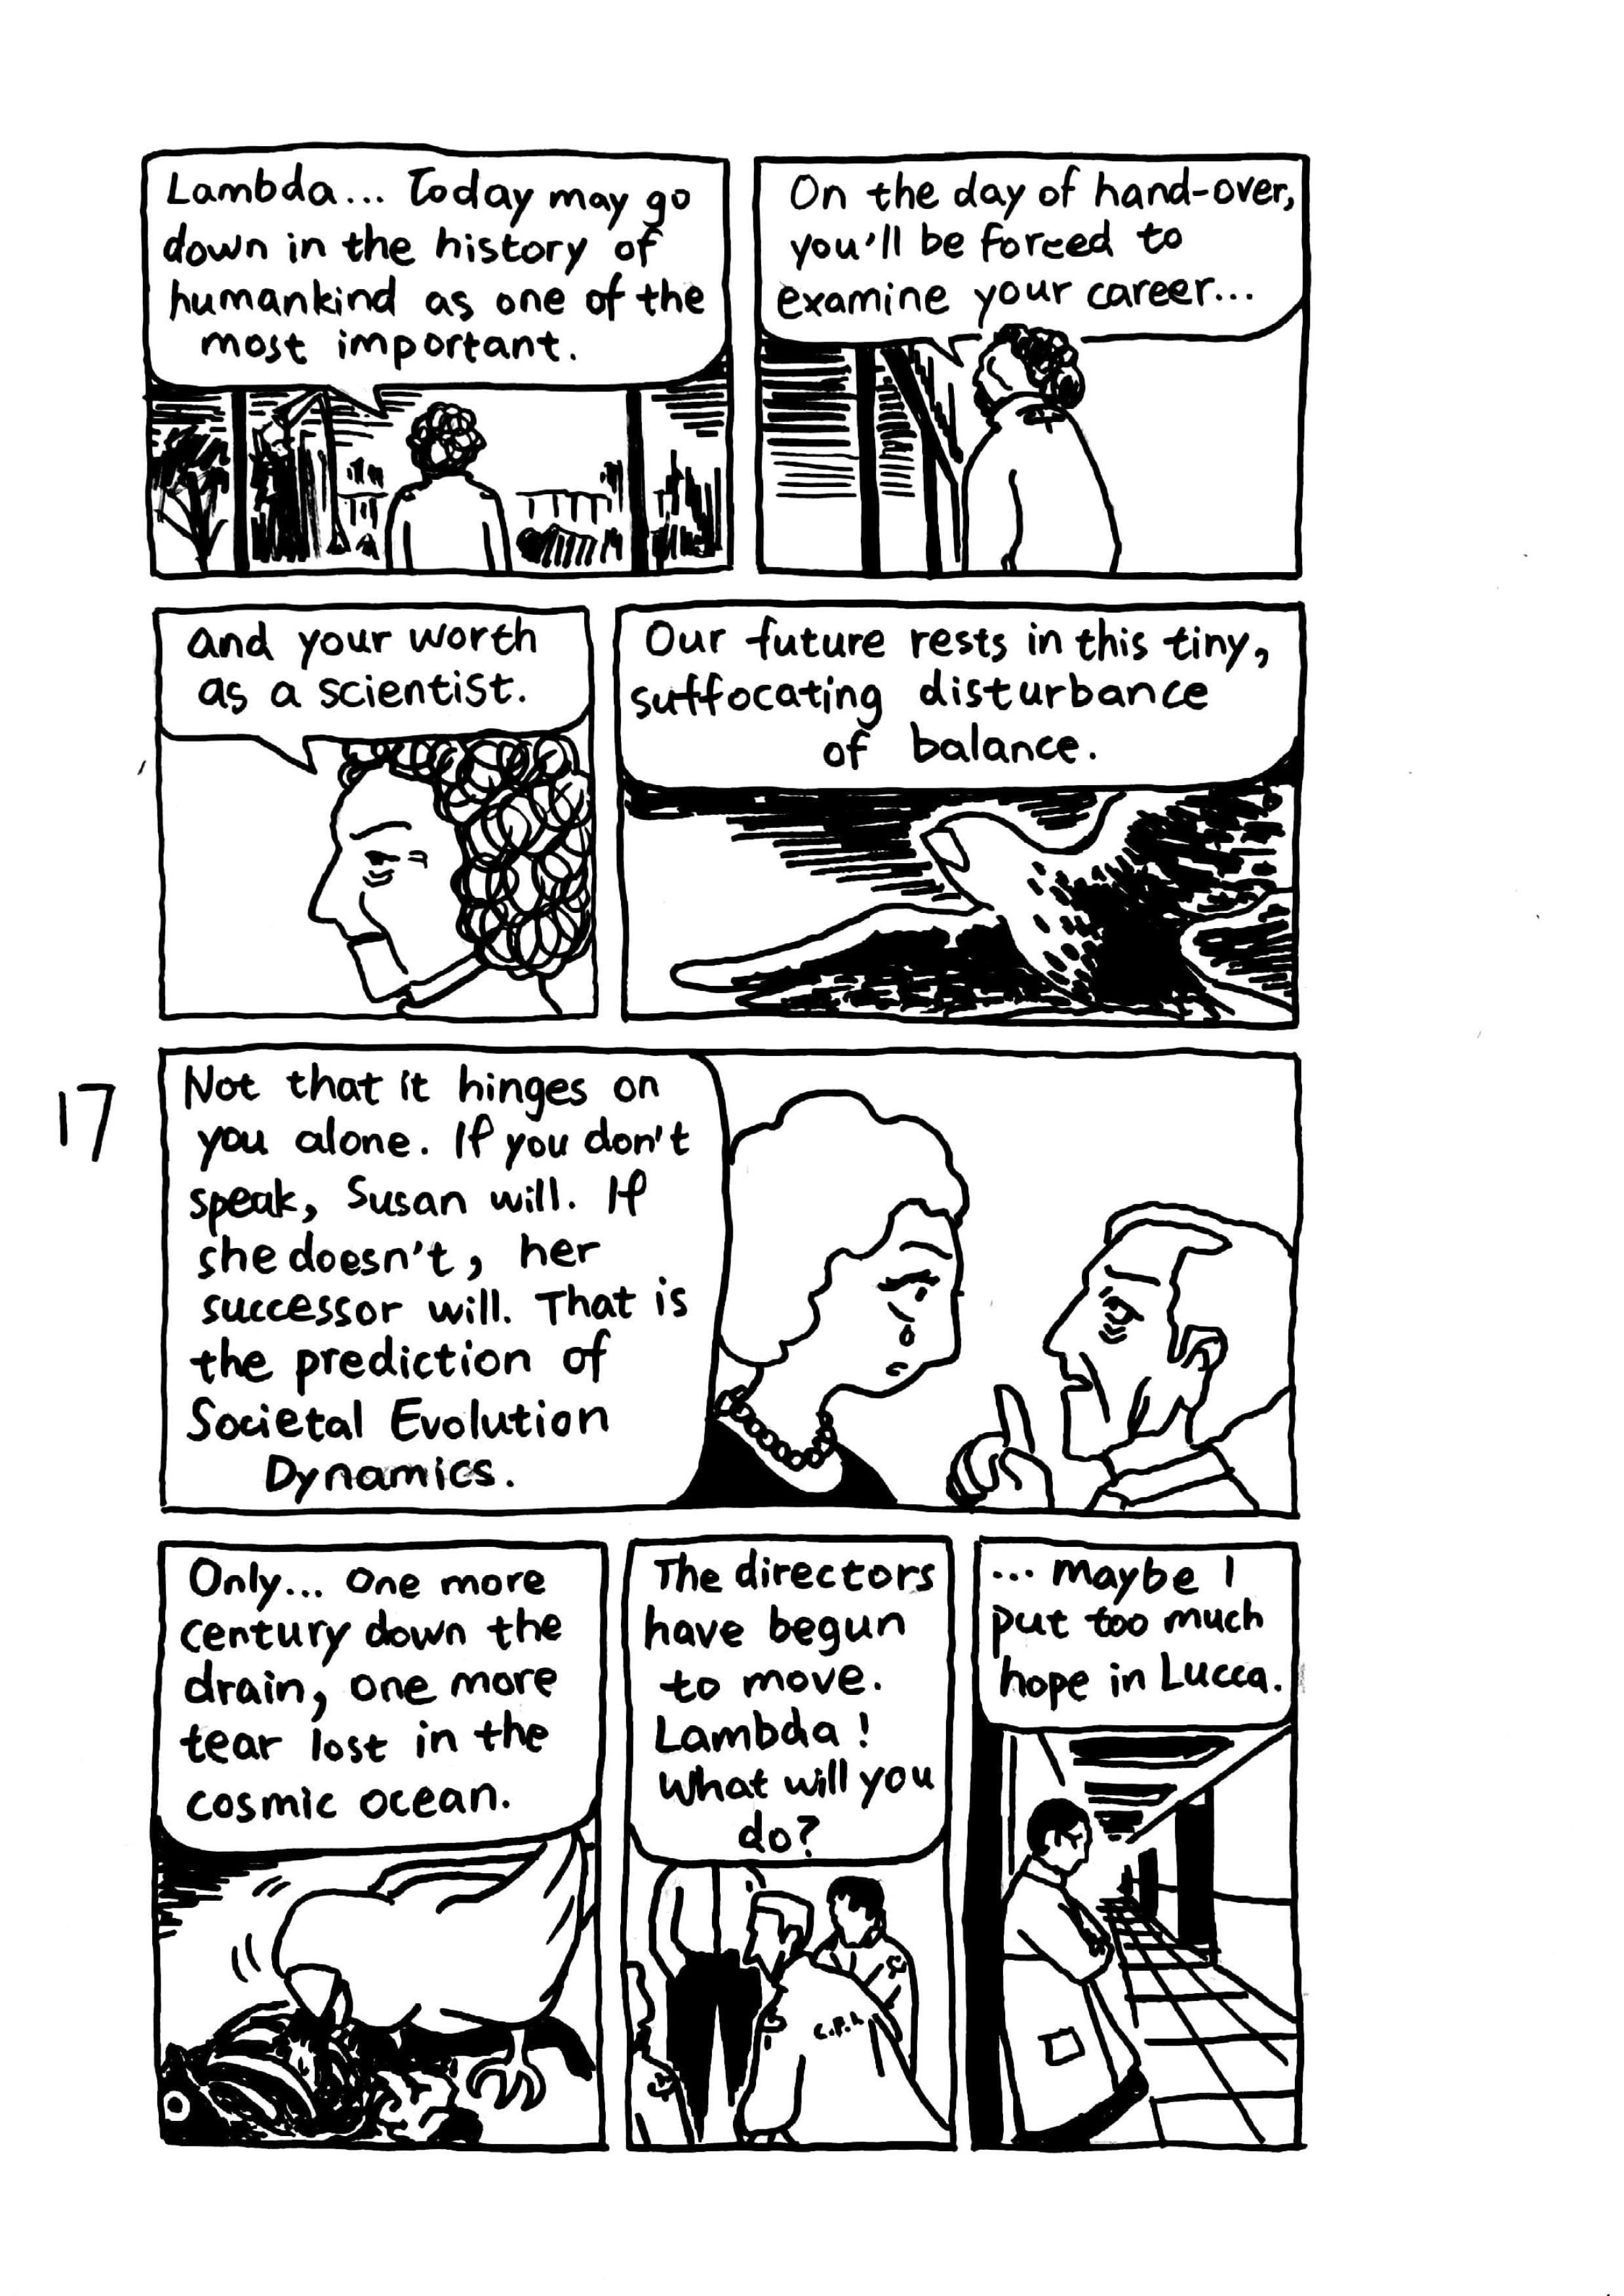 Lambda... Today may go
down in the history of
humankind as one of the
most important.
On the day of hand-over,
you'll be forced to
examine your career...
and your worth
as a scientist.
Our future rests in this tiny,
suffocating disturbance
of balance.
17
Not that it hinges on
you alone. If you don't
speak, Susan will. If
she doesn't, her
successor will. That is
the prediction of
Societal Evolution
Dynamics.
Only... One more
century down the
drain, one more
tear lost in the
cosmic ocean.
The directors
have begun
to move.
Lambda!
What will you
do?
... maybe I
put too much
hope in Lucca.